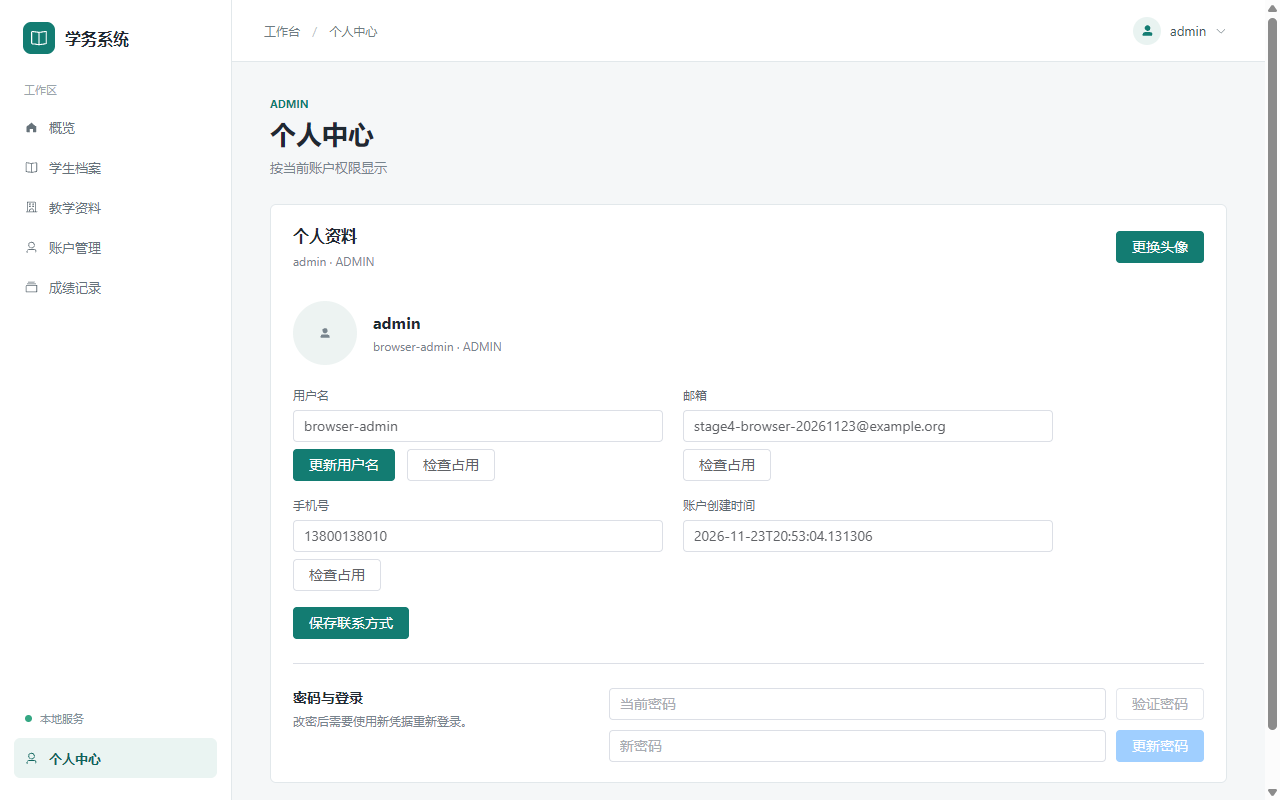 学务系统
工作区
概览
学生档案
教学资料
账户管理
成绩记录
本地服务
个人中心
工作台 / 个人中心
admin
ADMIN
个人中心
按当前账户权限显示
个人资料
admin · ADMIN
更换头像
admin
browser-admin · ADMIN
用户名
browser-admin
更新用户名 检查占用
邮箱
stage4-browser-20261123@example.org
检查占用
手机号
13800138010
检查占用
账户创建时间
2026-11-23T20:53:04.131306
保存联系方式
密码与登录
改密后需要使用新凭据重新登录。
当前密码 验证密码
新密码 更新密码